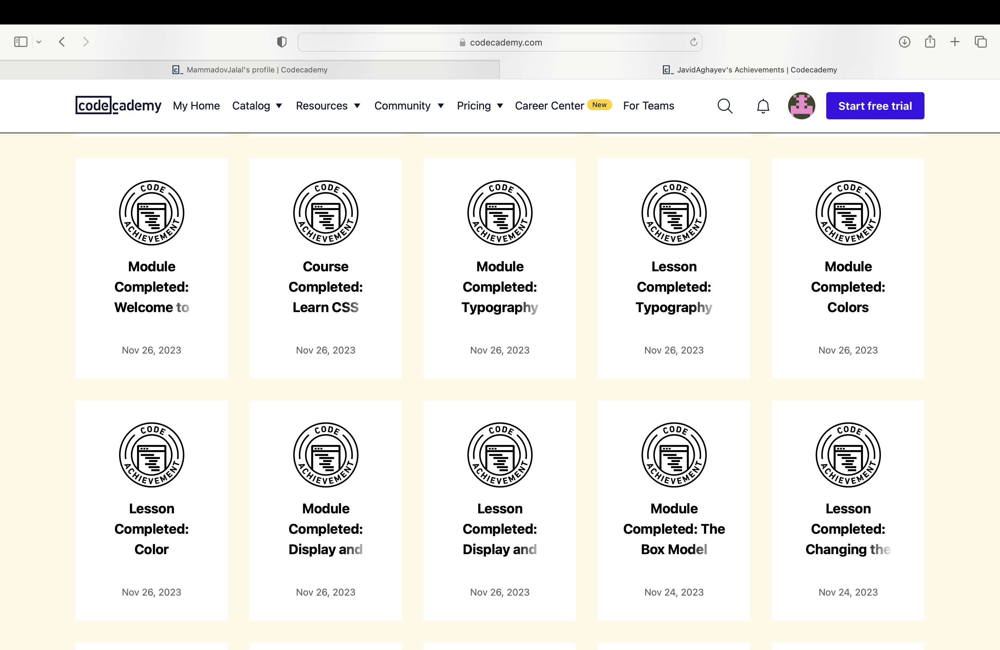 codecademy.com
MammadovJalal's profile | Codecademy
JavidAghayev's Achievements | Codecademy
codecademy My Home Catalog Resources Community Pricing Career Center New For Teams Start free trial
CODE ACHIEVEMENT
Module
Completed:
Welcome to
Nov 26, 2023
CODE ACHIEVEMENT
Course
Completed:
Learn CSS
Nov 26, 2023
CODE ACHIEVEMENT
Module
Completed:
Typography
Nov 26, 2023
CODE ACHIEVEMENT
Lesson
Completed:
Typography
Nov 26, 2023
CODE ACHIEVEMENT
Module
Completed:
Colors
Nov 26, 2023
CODE ACHIEVEMENT
Lesson
Completed:
Color
Nov 26, 2023
CODE ACHIEVEMENT
Module
Completed:
Display and
Nov 26, 2023
CODE ACHIEVEMENT
Lesson
Completed:
Display and
Nov 26, 2023
CODE ACHIEVEMENT
Module
Completed: The
Box Model
Nov 24, 2023
CODE ACHIEVEMENT
Lesson
Completed:
Changing the
Nov 24, 2023